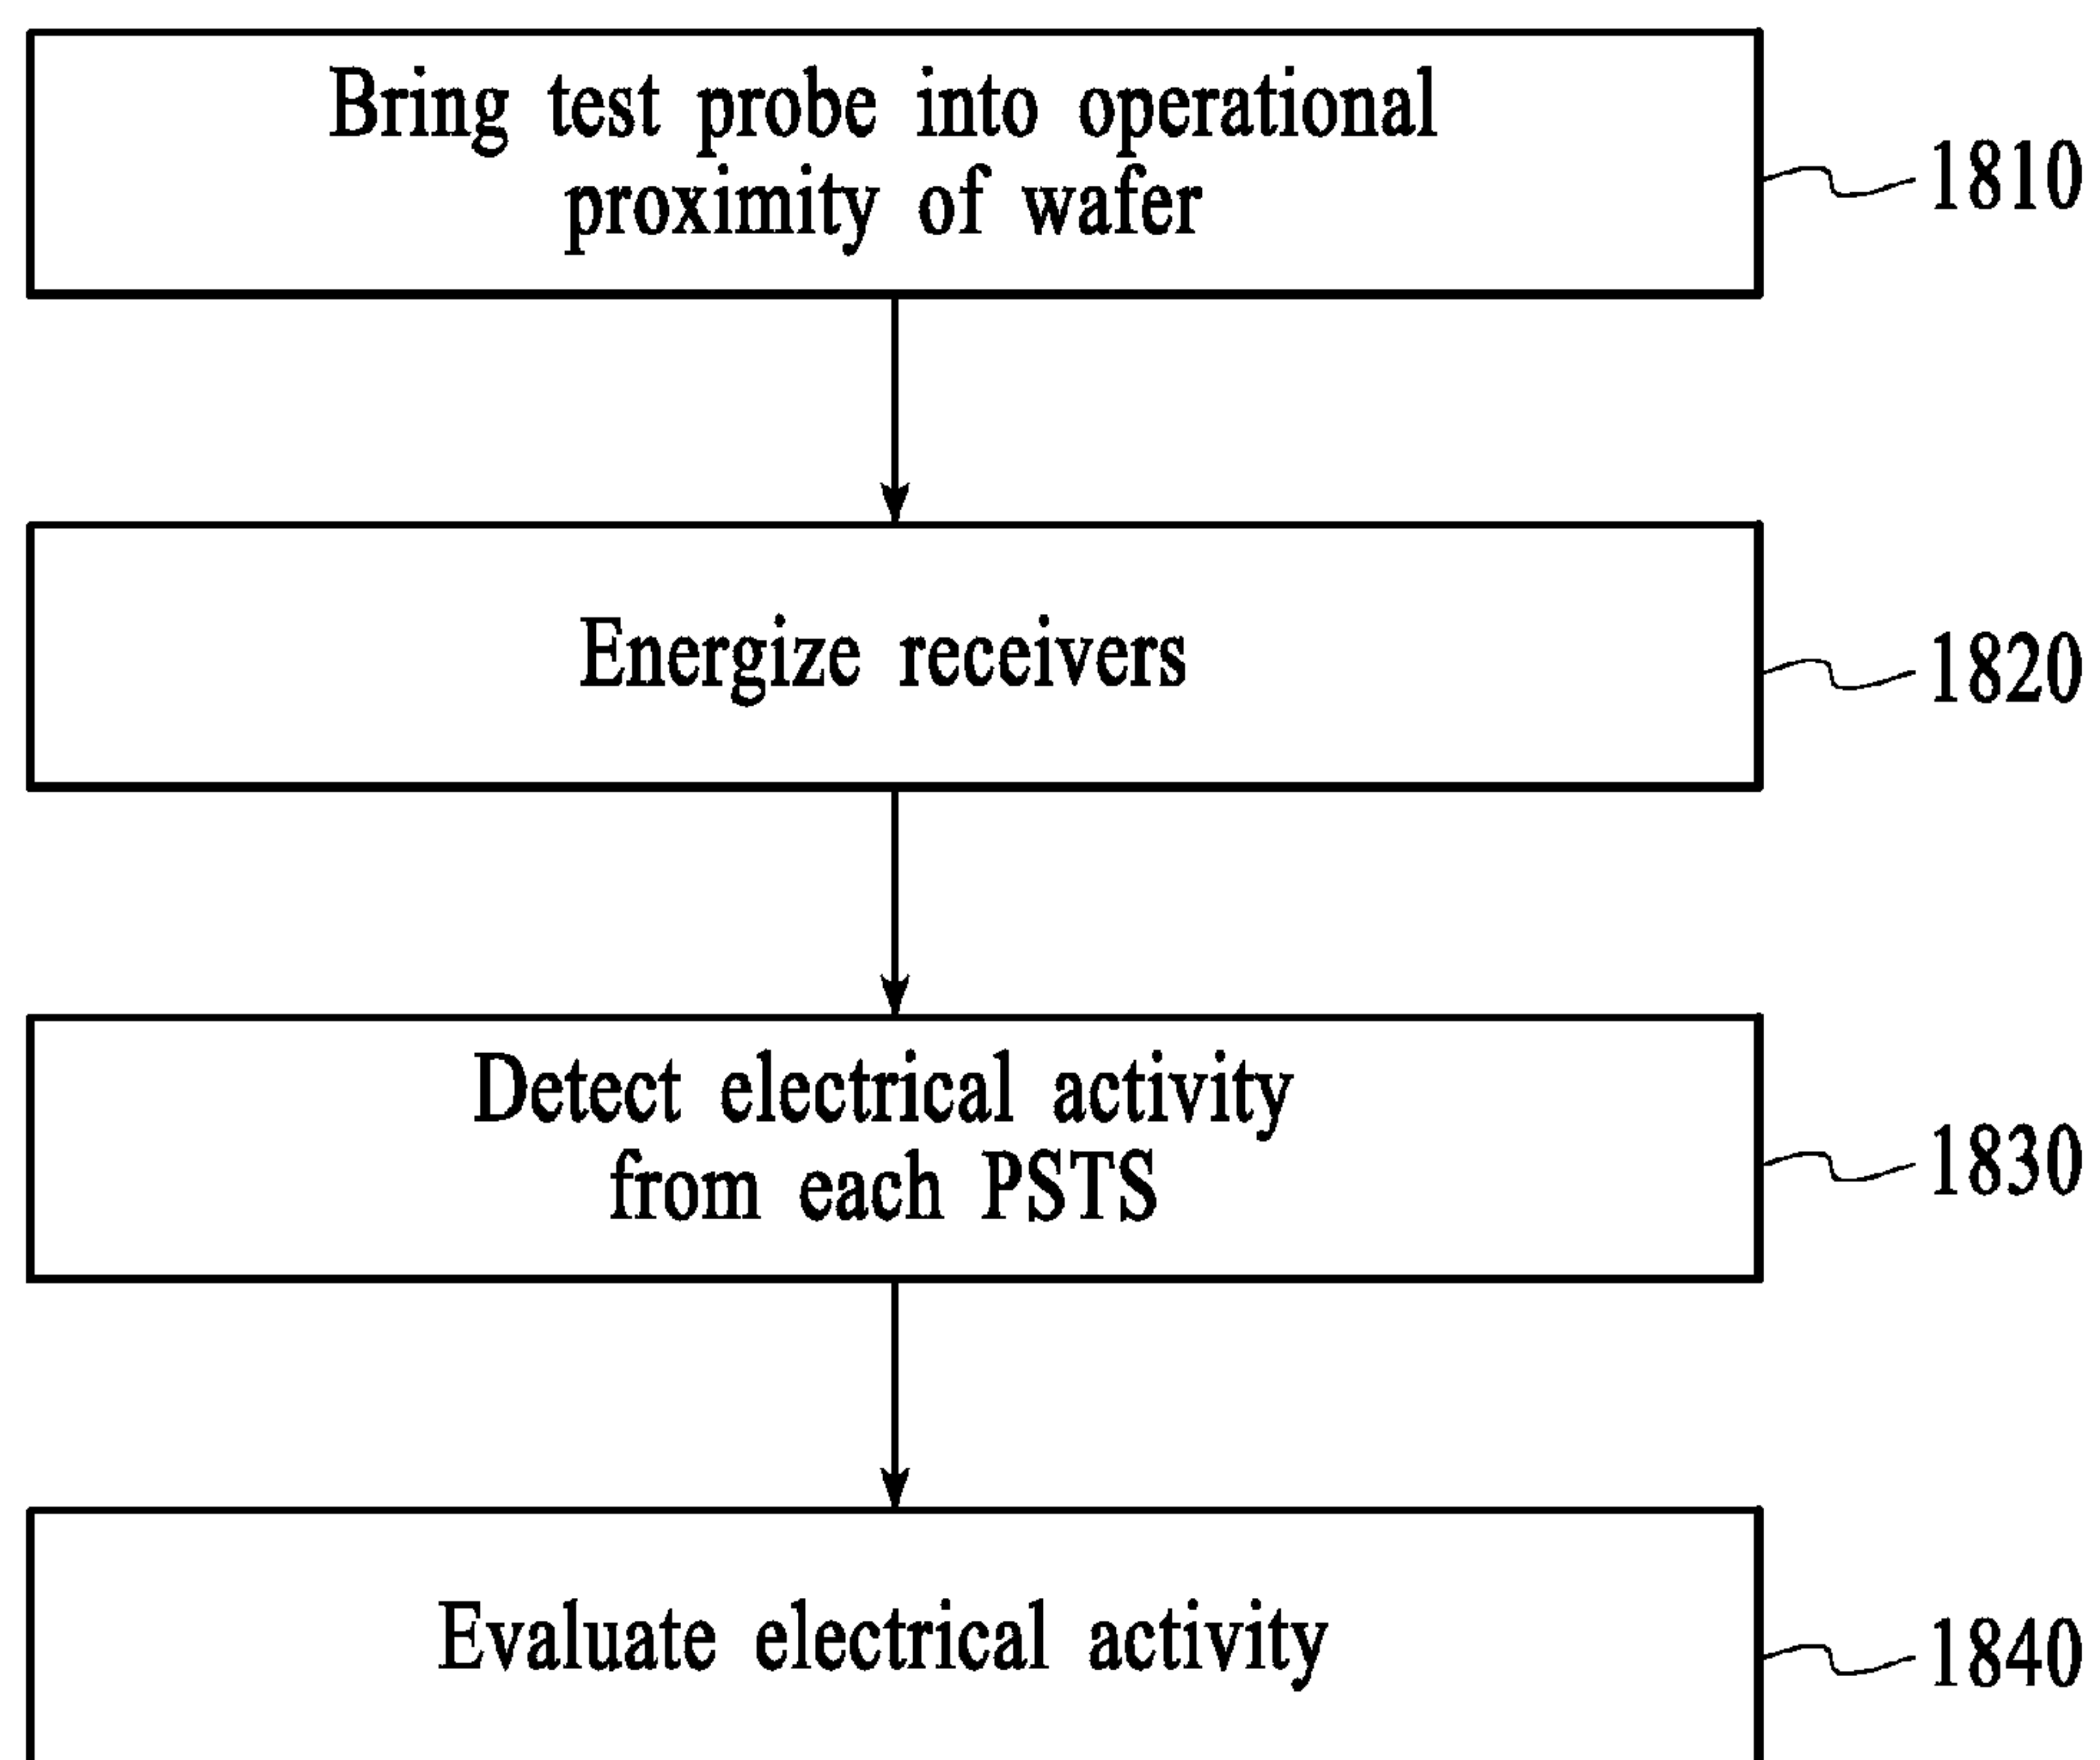 Bring test probe into operational
proximity of wafer
1810
Energize receivers
1820
Detect electrical activity
from each PSTS
1830
Evaluate electrical activity
1840